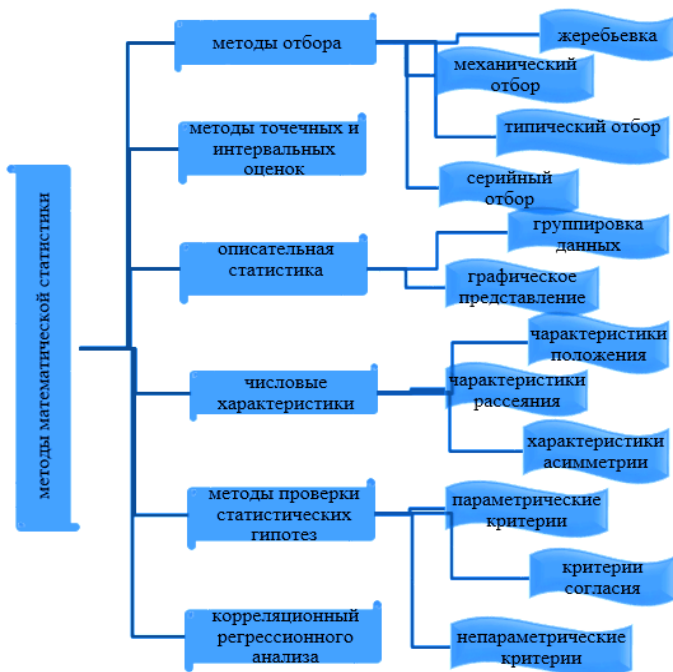 методы математической статистики
методы отбора
жеребьевка
механический
отбор
типический отбор
серийный
отбор
методы точечных и
интервальных
оценок
описательная
статистика
группировка
данных
графическое
представление
числовые
характеристики
чарактеристики
положения
чарактеристики
рассеяния
характеристики
асимметрии
методы проверки
статистических
гипотез
параметрические
критерии
критерии
согласия
непараметрические
критерии
корреляционный
регрессионного
анализа